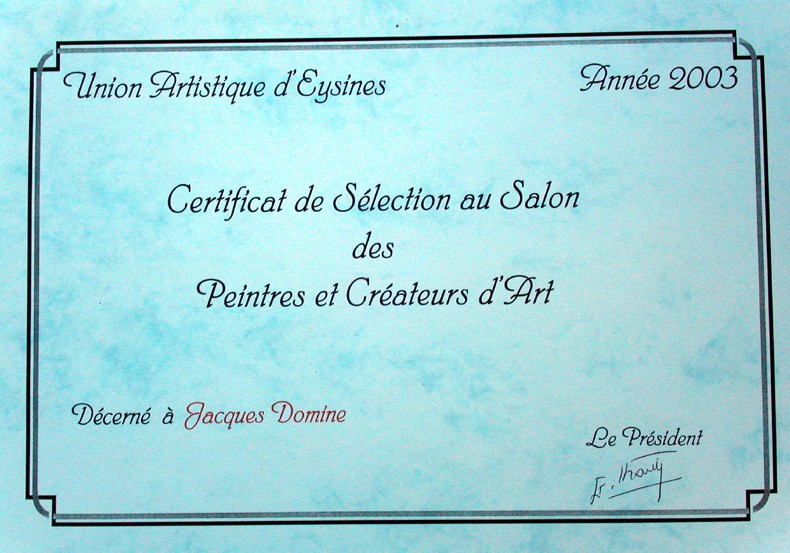 Union Artistique d'Eysines
Année 2003
Certificat de Sélection au Salon
des
Peintres et Créateurs d'Art
Décerné à Jacques Domine
Le Président